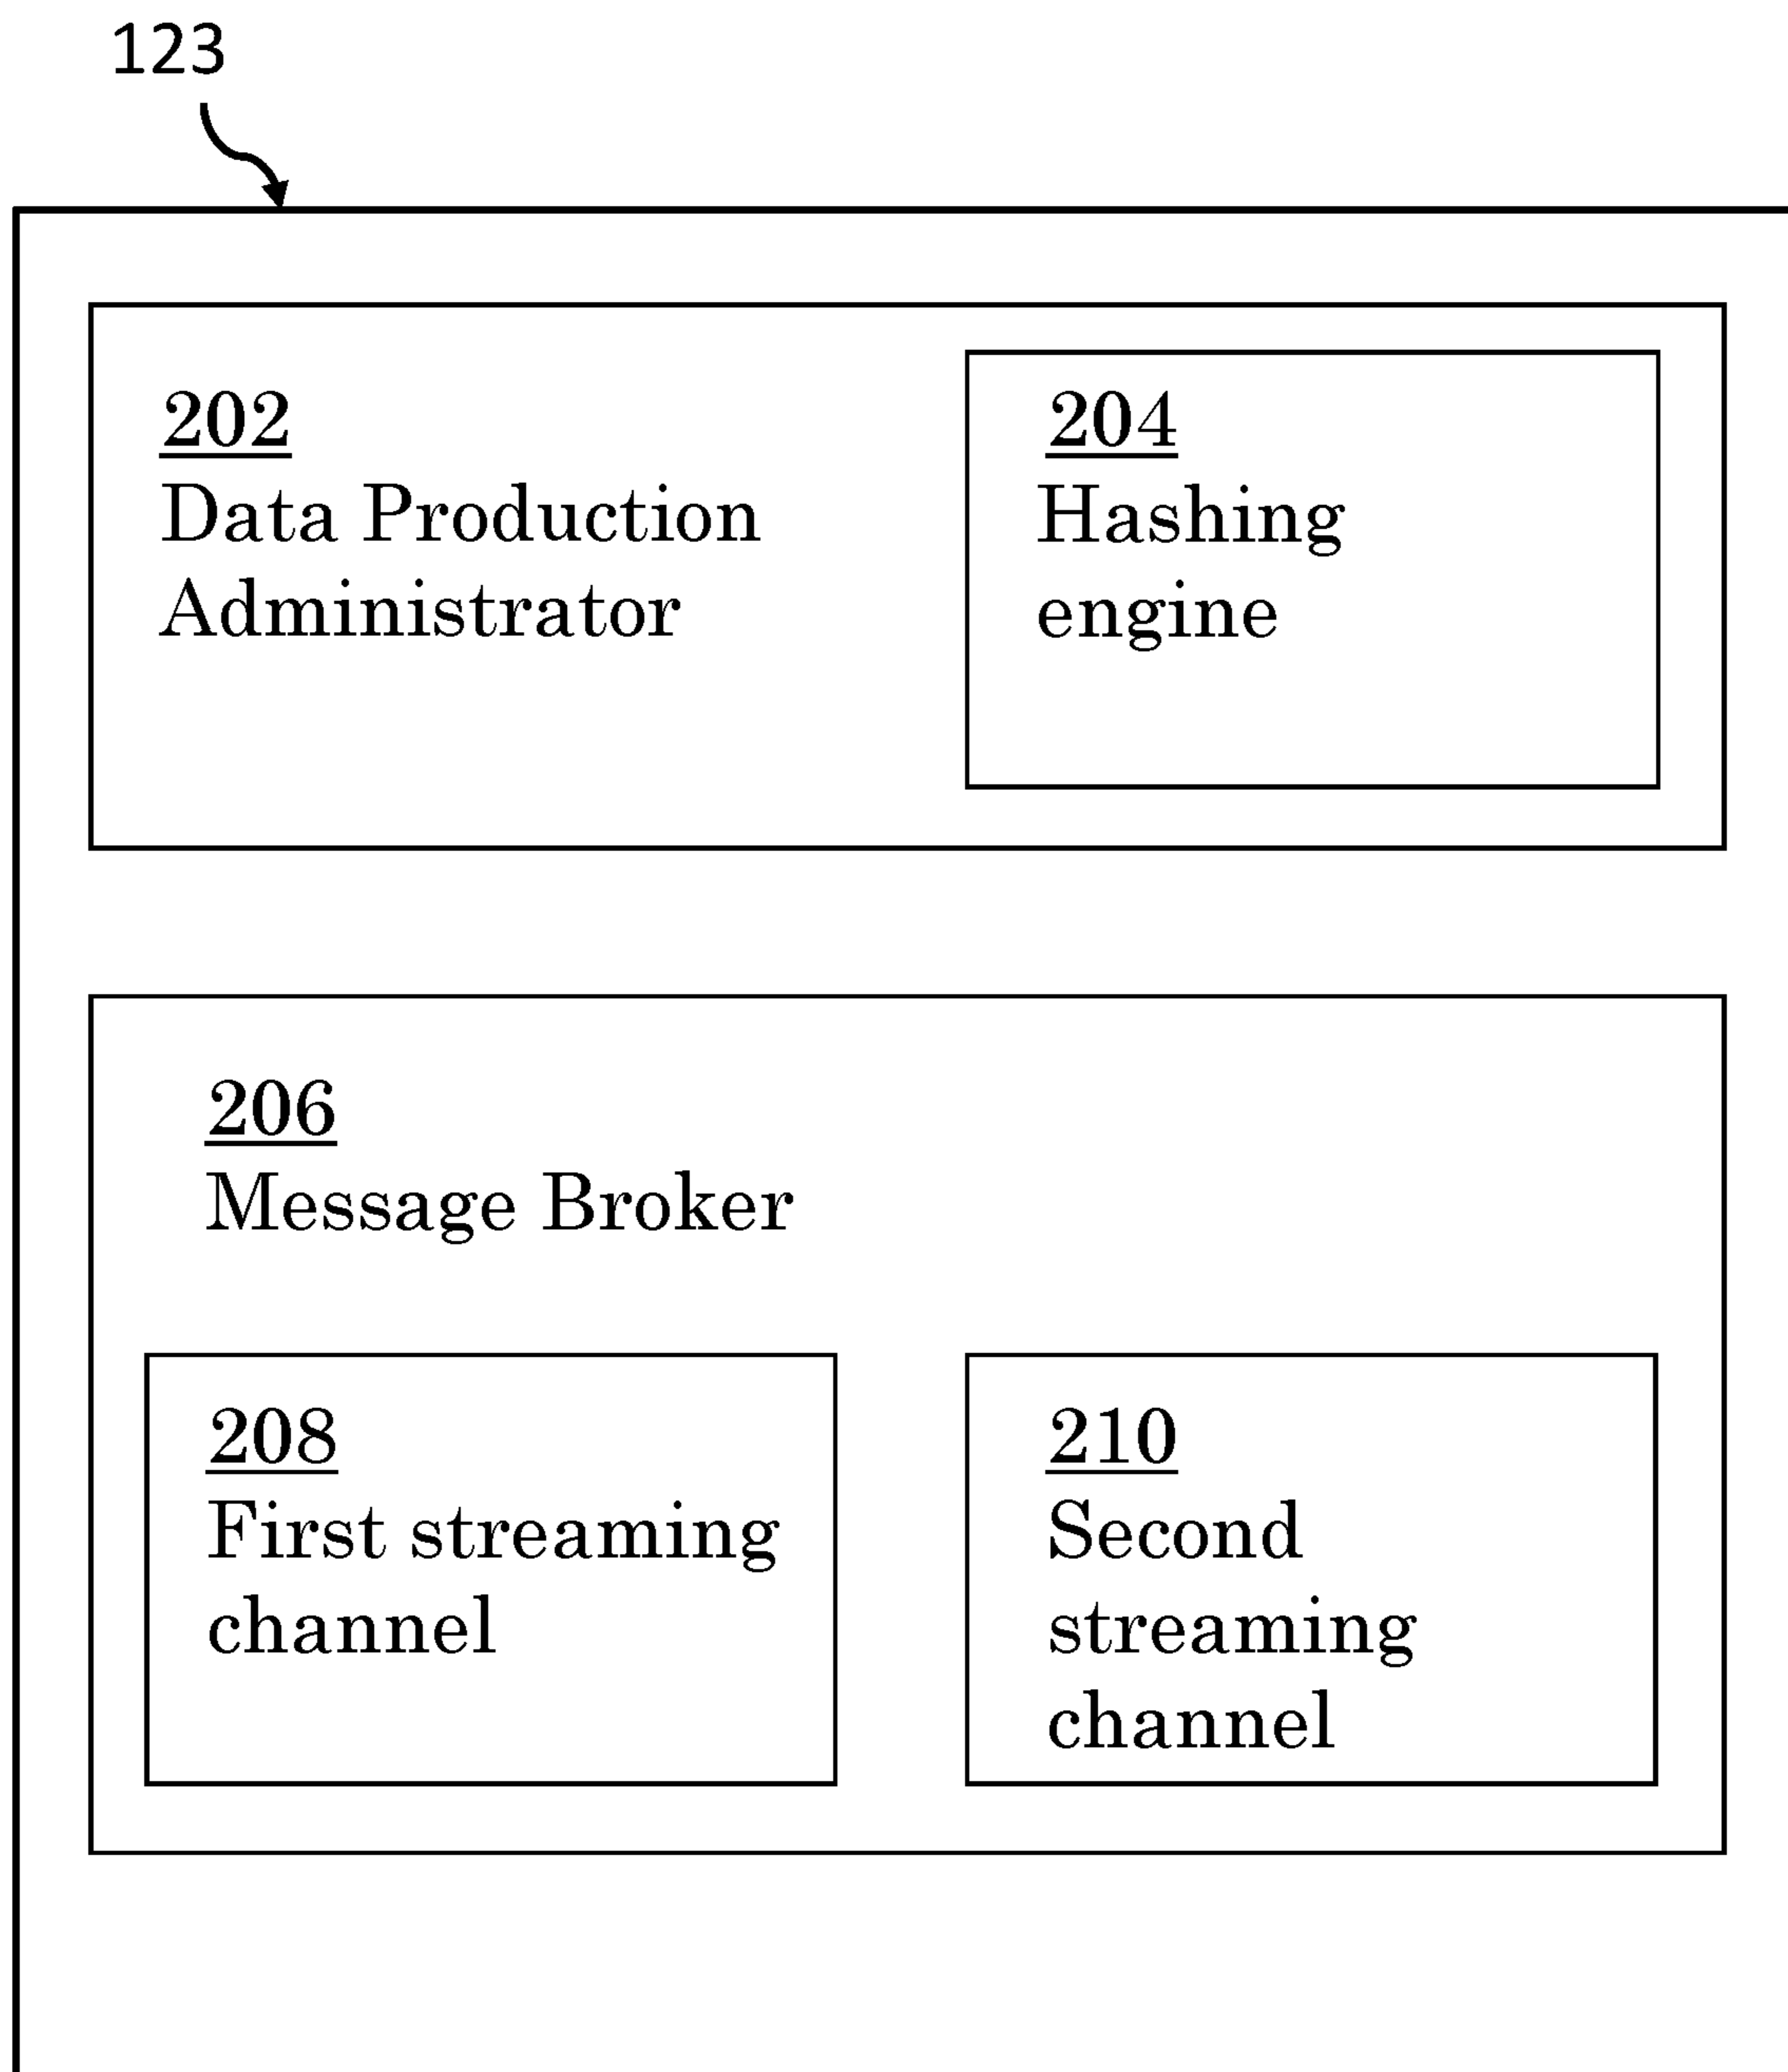 123
202
Data Production
Administrator
204
Hashing
engine
206
Message Broker
208
First streaming
channel
210
Second
streaming
channel